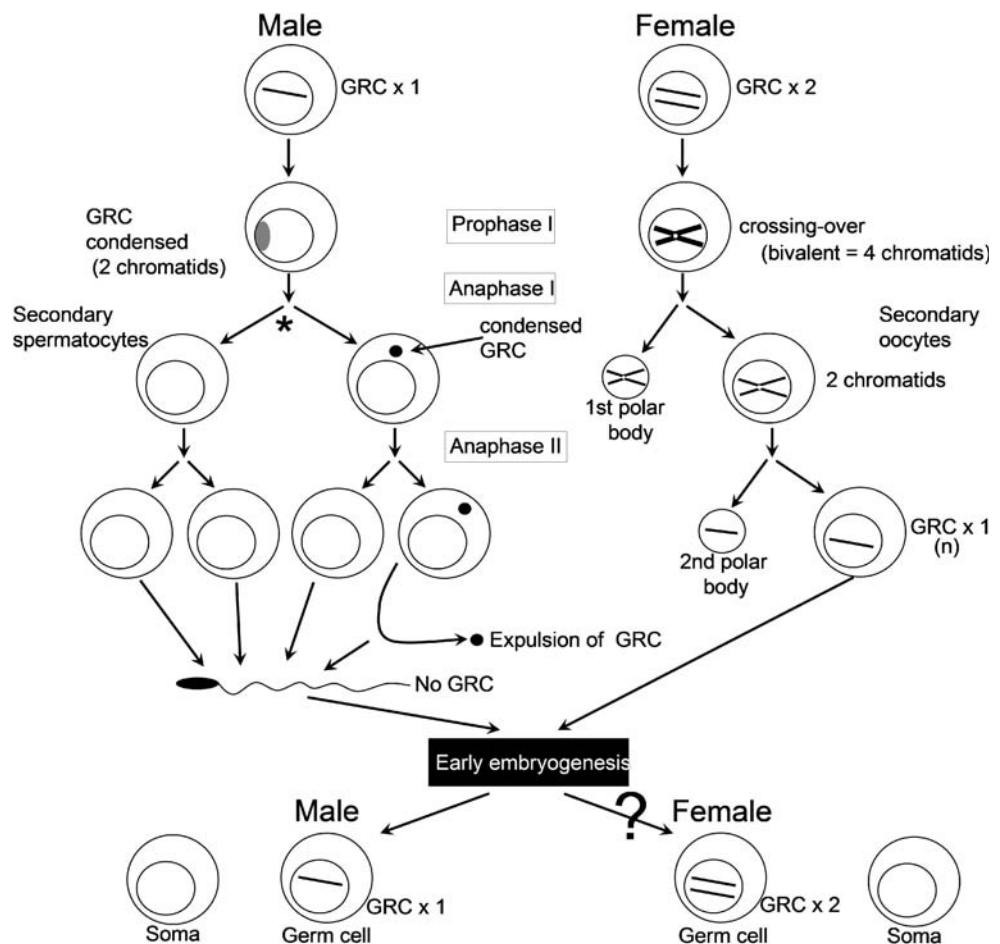 Male
Female
GRC x 1
GRC x 2
GRC
condensed
(2 chromatids)
Prophase I
crossing-over
(bivalent = 4 chromatids)
Anaphase I
*
Secondary
spermatocytes
condensed
GRC
Secondary
oocytes
2 chromatids
1st polar
body
Anaphase II
GRC x 1
(n)
2nd polar
body
Expulsion of GRC
No GRC
Early embryogenesis
?
Male
Female
GRC x 1
GRC x 2
Soma
Germ cell
Germ cell
Soma